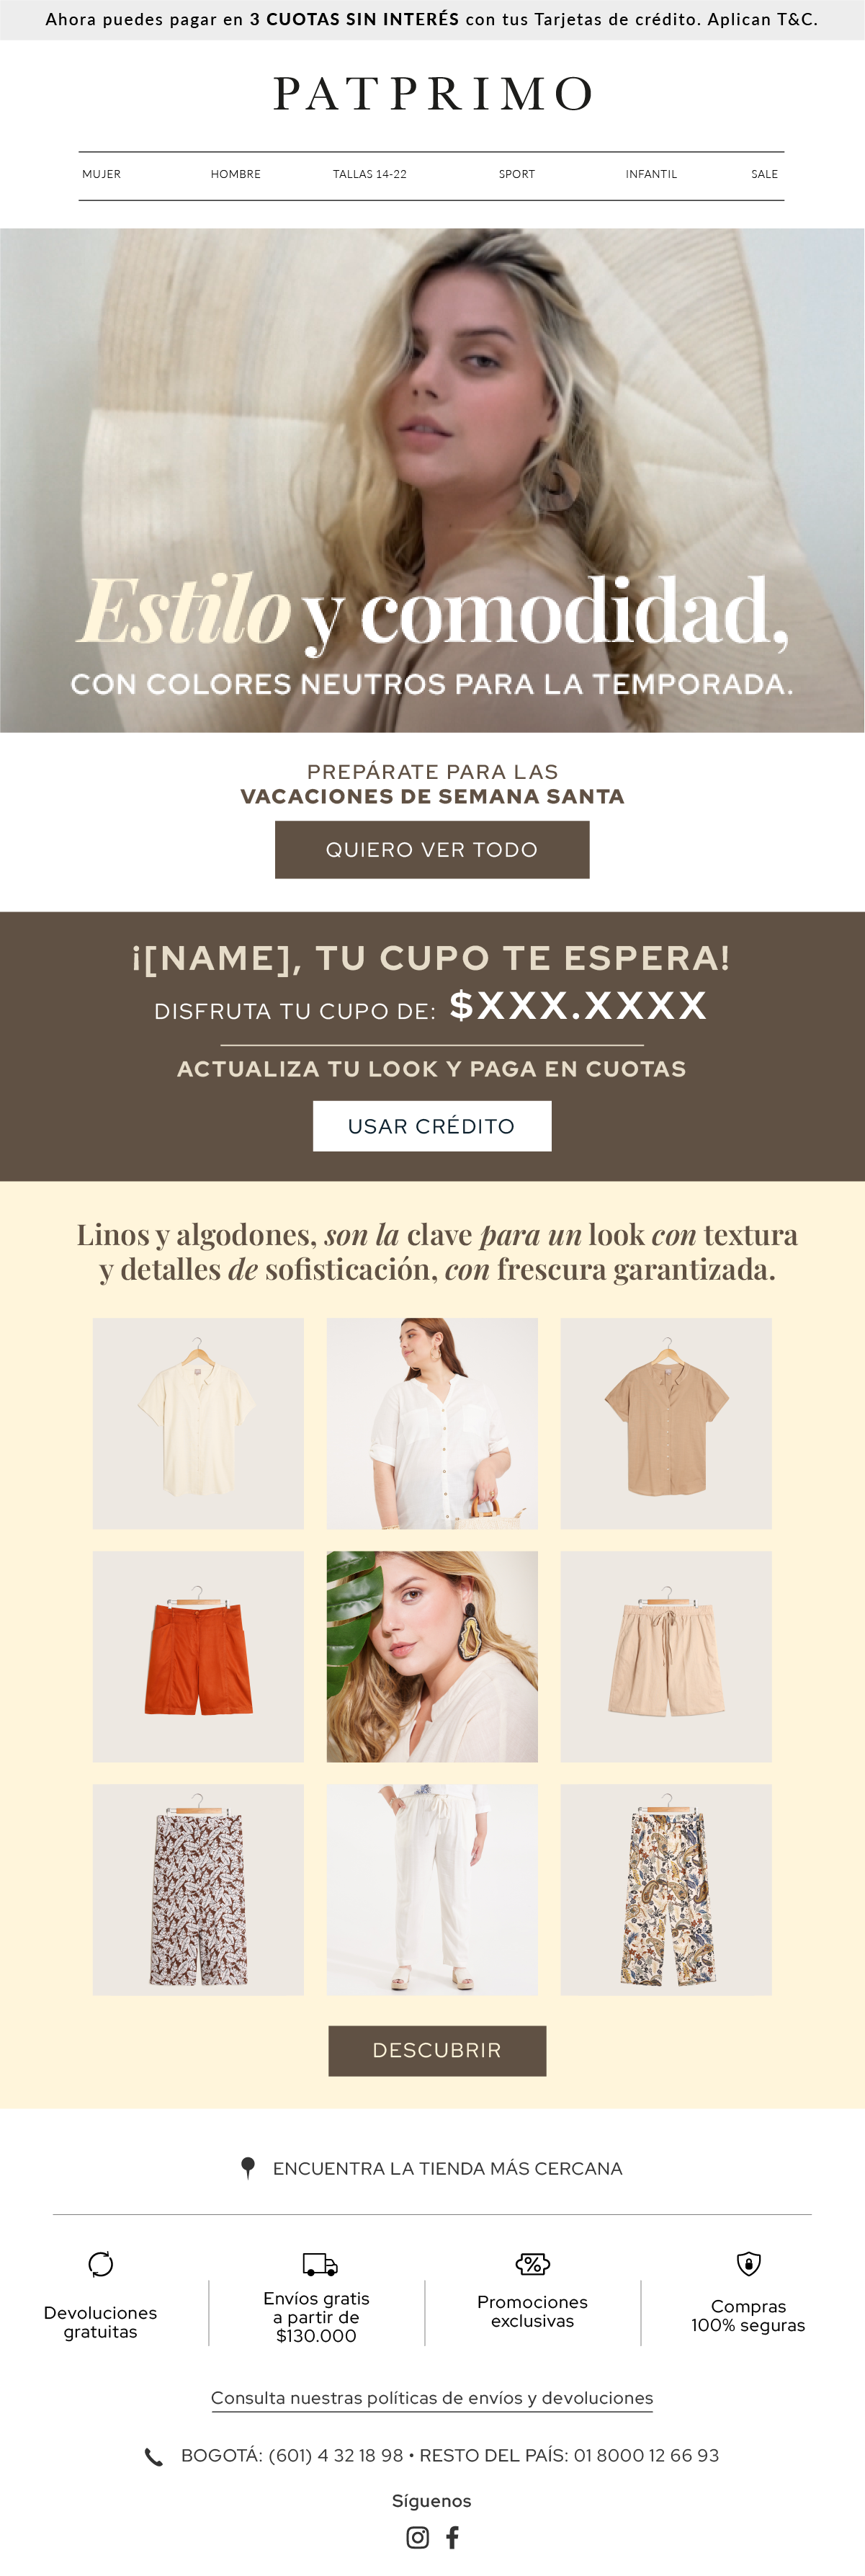 Ahora puedes pagar en 3 CUOTAS SIN INTERÉS con tus Tarjetas de crédito. Aplican T&C.
PATPRIMO
MUJER HOMBRE TALLAS 14-22 SPORT INFANTIL SALE
Estilo y comodidad,
CON COLORES NEUTROS PARA LA TEMPORADA.
PREPÁRATE PARA LAS
VACACIONES DE SEMANA SANTA
QUIERO VER TODO
¡[NAME], TU CUPO TE ESPERA!
DISFRUTA TU CUPO DE: $XXX.XXXX
ACTUALIZA TU LOOK Y PAGA EN CUOTAS
USAR CRÉDITO
Linos y algodones, son la clave para un look con textura
y detalles de sofisticación, con frescura garantizada.
DESCUBRIR
ENCUENTRA LA TIENDA MÁS CERCANA
Devoluciones
gratuitas
Envíos gratis
a partir de
$130.000
Promociones
exclusivas
Compras
100% seguras
Consulta nuestras políticas de envíos y devoluciones
BOGOTÁ: (601) 4 32 18 98 • RESTO DEL PAÍS: 01 8000 12 66 93
Síguenos